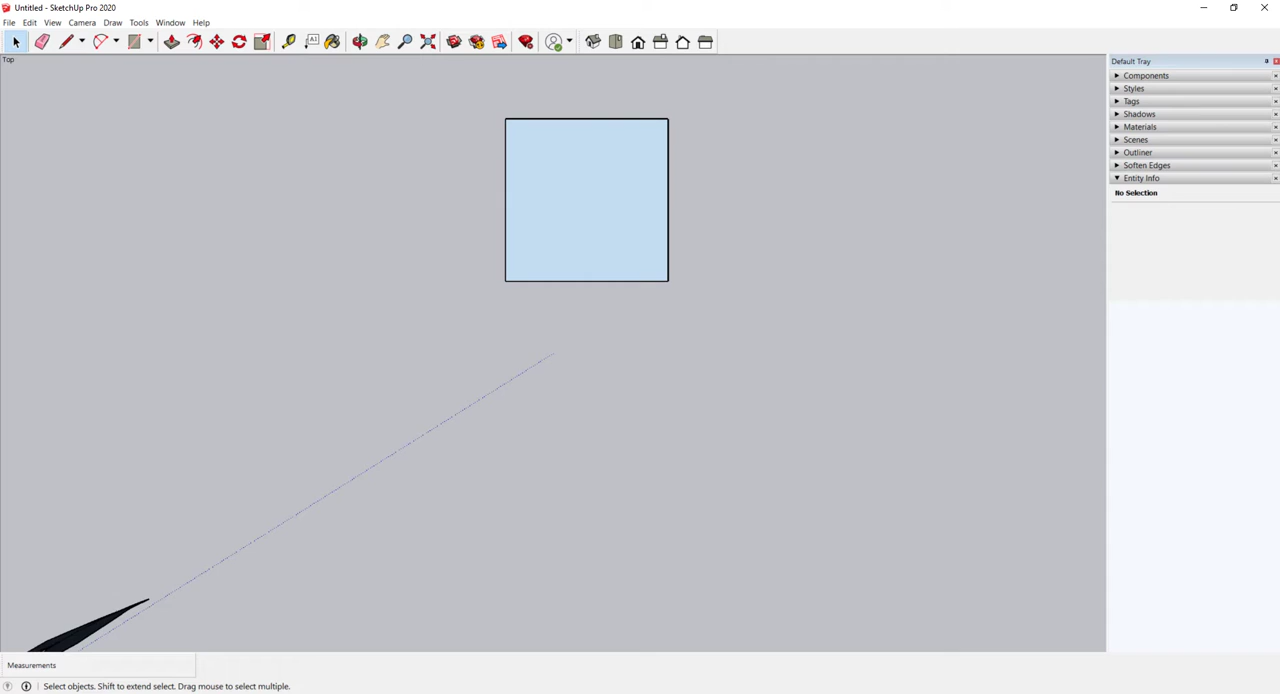 Untitled - SketchUp Pro 2020
File Edit View Camera Draw Tools Window Help
A1
Top
Default Tray
Components
Styles
Tags
Shadows
Materials
Scenes
Outliner
Soften Edges
Entity Info
No Selection
Measurements
Select objects. Shift to extend select. Drag mouse to select multiple.